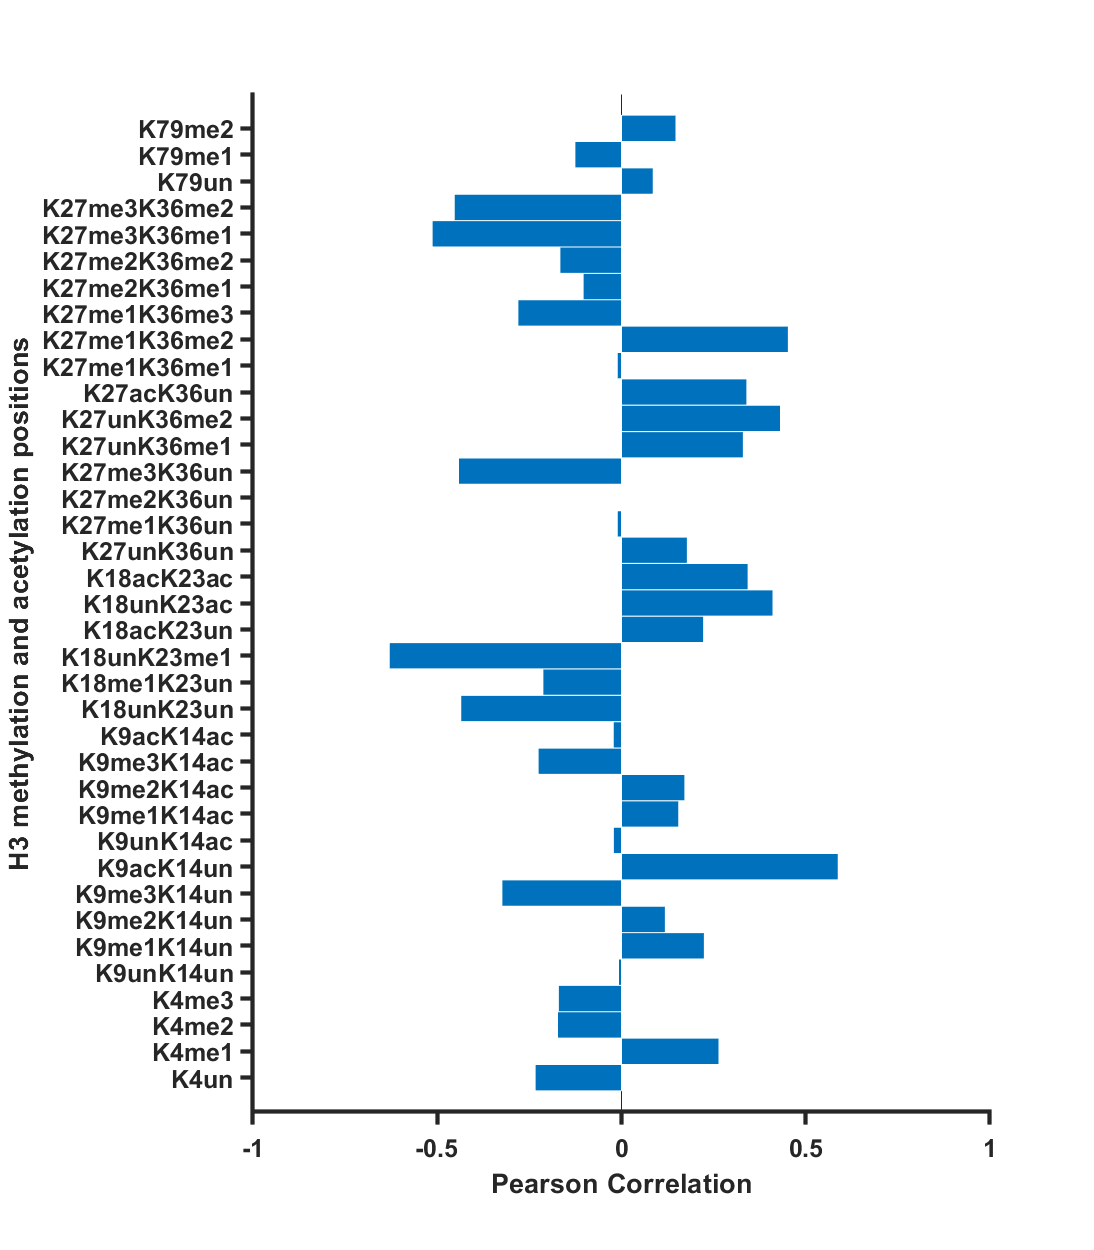 H3 methylation and acetylation positions
K79me2
K79me1
K79un
K27me3K36me2
K27me3K36me1
K27me2K36me2
K27me2K36me1
K27me1K36me3
K27me1K36me2
K27me1K36me1
K27acK36un
K27unK36me2
K27unK36me1
K27me3K36un
K27me2K36un
K27me1K36un
K27unK36un
K18acK23ac
K18unK23ac
K18acK23un
K18unK23me1
K18me1K23un
K18unK23un
K9acK14ac
K9me3K14ac
K9me2K14ac
K9me1K14ac
K9unK14ac
K9acK14un
K9me3K14un
K9me2K14un
K9me1K14un
K9unK14un
K4me3
K4me2
K4me1
K4un
-1 -0.5 0 0.5 1
Pearson Correlation